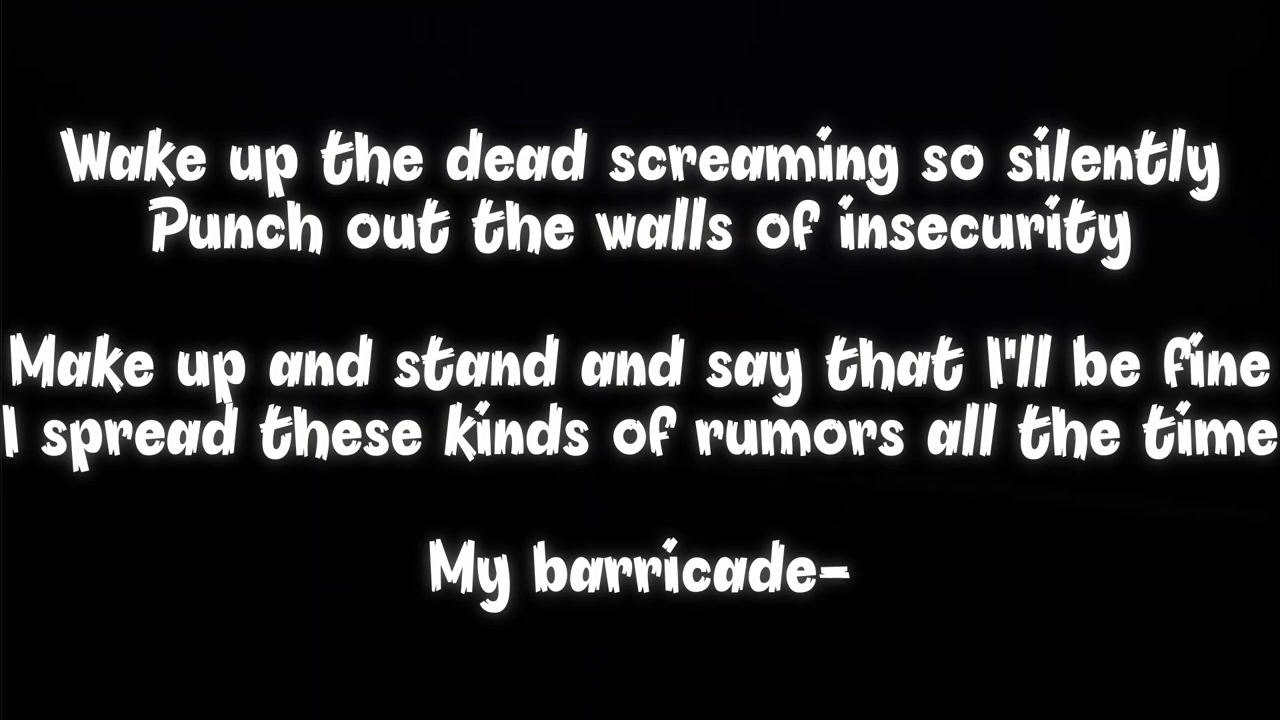 Wake up the dead screaming so silently
Punch out the walls of insecurity
Make up and stand and say that I'll be fine
I spread these kinds of rumors all the time
My barricade-